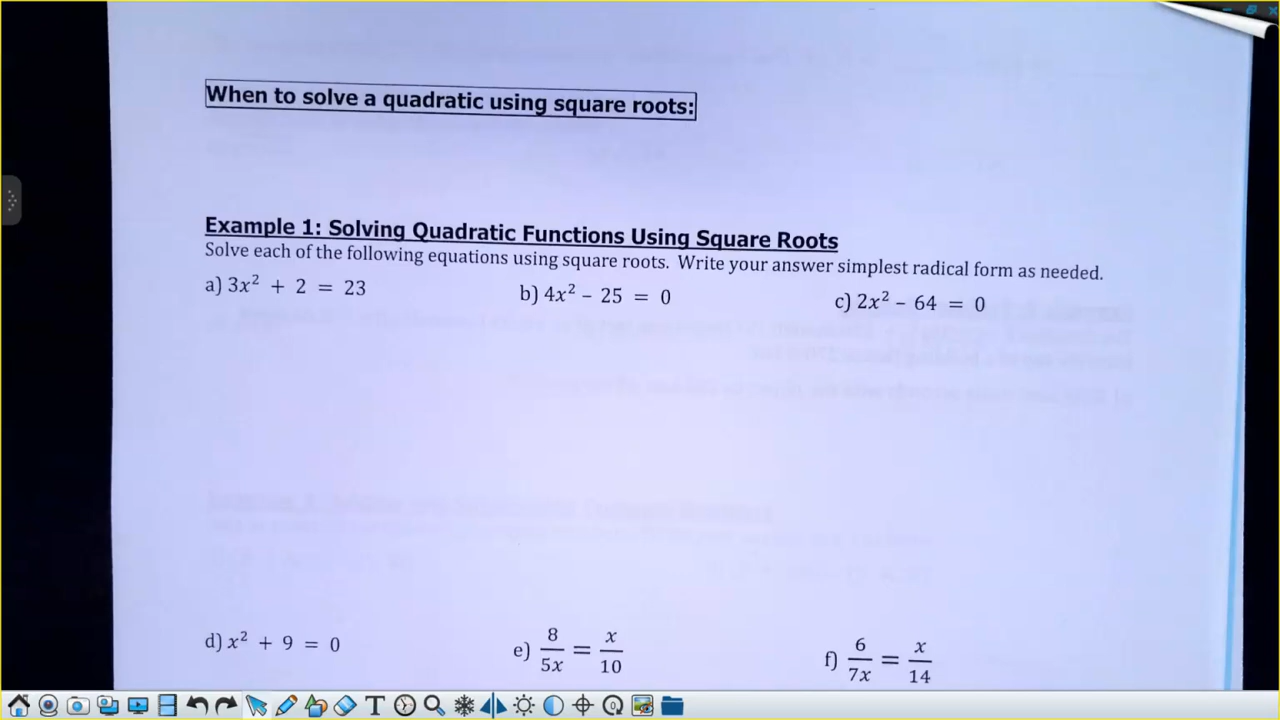 When to solve a quadratic using square roots:
Example 1: Solving Quadratic Functions Using Square Roots
Solve each of the following equations using square roots. Write your answer simplest radical form as needed.
a) 3x² + 2 = 23 b) 4x² − 25 = 0 c) 2x² − 64 = 0
d) x² + 9 = 0 e) 8/5x = x/10 f) 6/7x = x/14
T